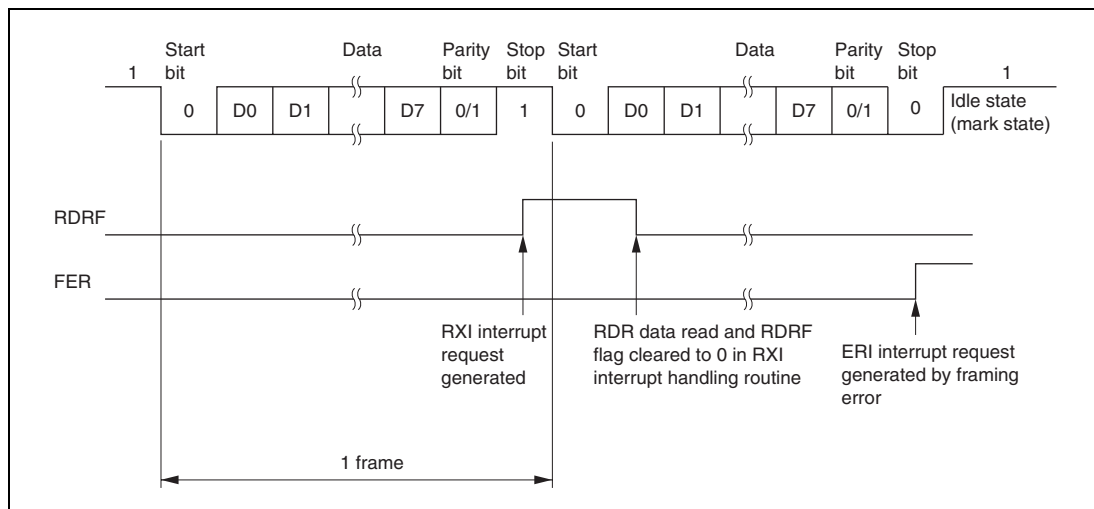 Start bit Data Parity bit Stop bit Start bit Data Parity bit Stop bit
1 1
0 D0 D1 D7 0/1 1 0 D0 D1 D7 0/1 0 Idle state (mark state)
RDRF
FER
RXI interrupt request generated
RDR data read and RDRF flag cleared to 0 in RXI interrupt handling routine
ERI interrupt request generated by framing error
1 frame